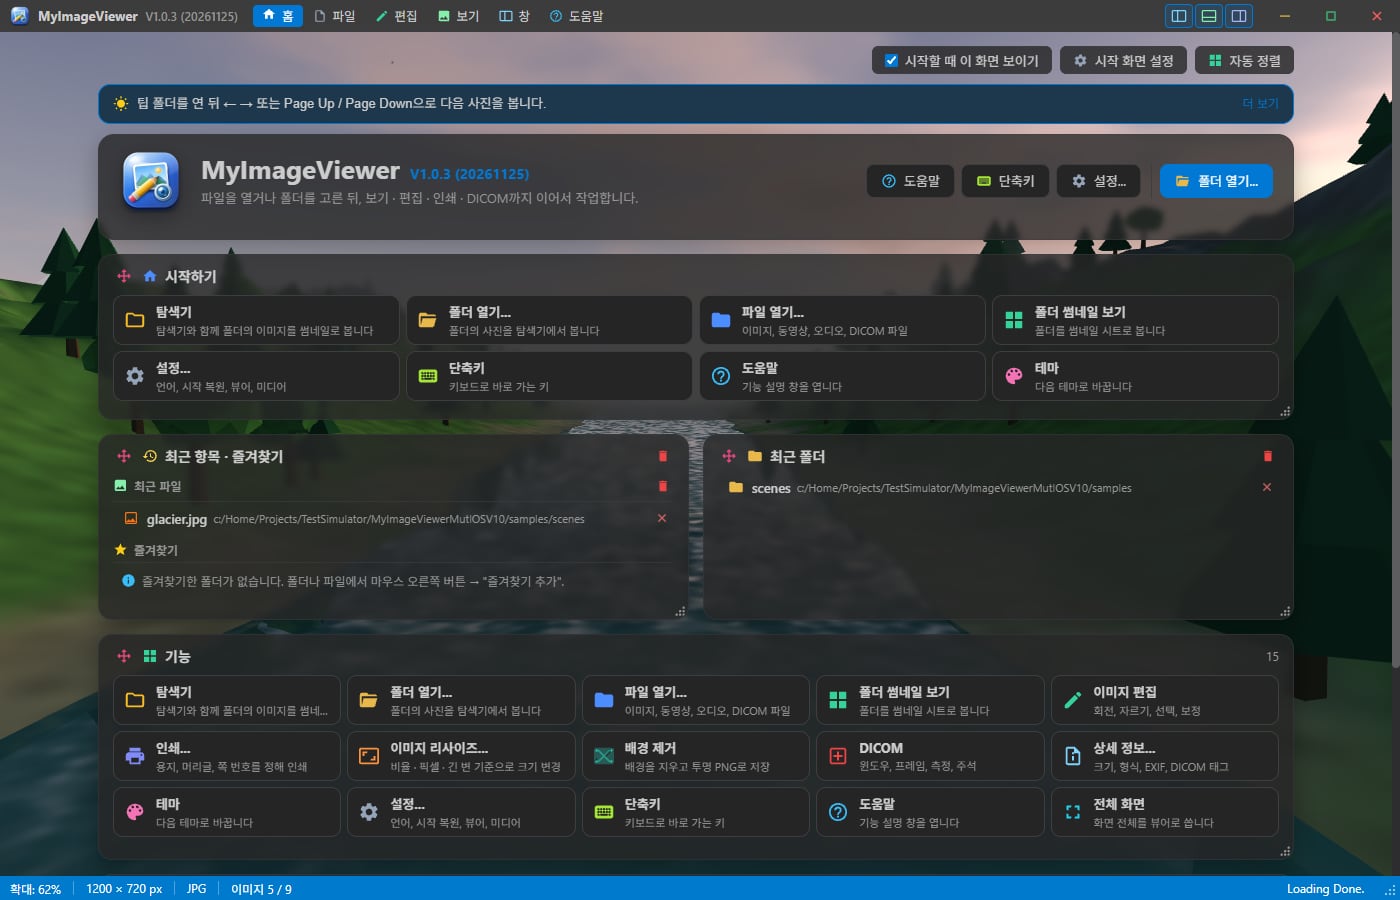 MyImageViewer V1.0.3 (20261125) 홈 파일 편집 보기 창 도움말
시작할 때 이 화면 보이기 시작 화면 설정 자동 정렬
팁 폴더를 연 뒤 ← → 또는 Page Up / Page Down으로 다음 사진을 봅니다. 더 보기
MyImageViewer V1.0.3 (20261125)
파일을 열거나 폴더를 고른 뒤, 보기 · 편집 · 인쇄 · DICOM까지 이어서 작업합니다.
도움말 단축키 설정... 폴더 열기...
시작하기
탐색기
탐색기와 함께 폴더의 이미지를 썸네일로 봅니다
폴더 열기...
폴더의 사진을 탐색기에서 봅니다
파일 열기...
이미지, 동영상, 오디오, DICOM 파일
폴더 썸네일 보기
폴더를 썸네일 시트로 봅니다
설정...
언어, 시작 복원, 뷰어, 미디어
단축키
키보드로 바로 가는 키
도움말
기능 설명 창을 엽니다
테마
다음 테마로 바꿉니다
최근 항목 · 즐겨찾기
최근 파일
glacier.jpg c:/Home/Projects/TestSimulator/MyImageViewerMutIOSV10/samples/scenes
즐겨찾기
즐겨찾기한 폴더가 없습니다. 폴더나 파일에서 마우스 오른쪽 버튼 → "즐겨찾기 추가".
최근 폴더
scenes c:/Home/Projects/TestSimulator/MyImageViewerMutIOSV10/samples
기능 15
탐색기
탐색기와 함께 폴더의 이미지를 썸네...
폴더 열기...
폴더의 사진을 탐색기에서 봅니다
파일 열기...
이미지, 동영상, 오디오, DICOM 파일
폴더 썸네일 보기
폴더를 썸네일 시트로 봅니다
이미지 편집
회전, 자르기, 선택, 보정
인쇄...
용지, 머리글, 쪽 번호를 정해 인쇄
이미지 리사이즈...
비율 · 픽셀 · 긴 변 기준으로 크기 변경
배경 제거
배경을 지우고 투명 PNG로 저장
DICOM
윈도우, 프레임, 측정, 주석
상세 정보...
크기, 형식, EXIF, DICOM 태그
테마
다음 테마로 바꿉니다
설정...
언어, 시작 복원, 뷰어, 미디어
단축키
키보드로 바로 가는 키
도움말
기능 설명 창을 엽니다
전체 화면
화면 전체를 뷰어로 씁니다
확대: 62% 1200 × 720 px JPG 이미지 5 / 9 Loading Done.